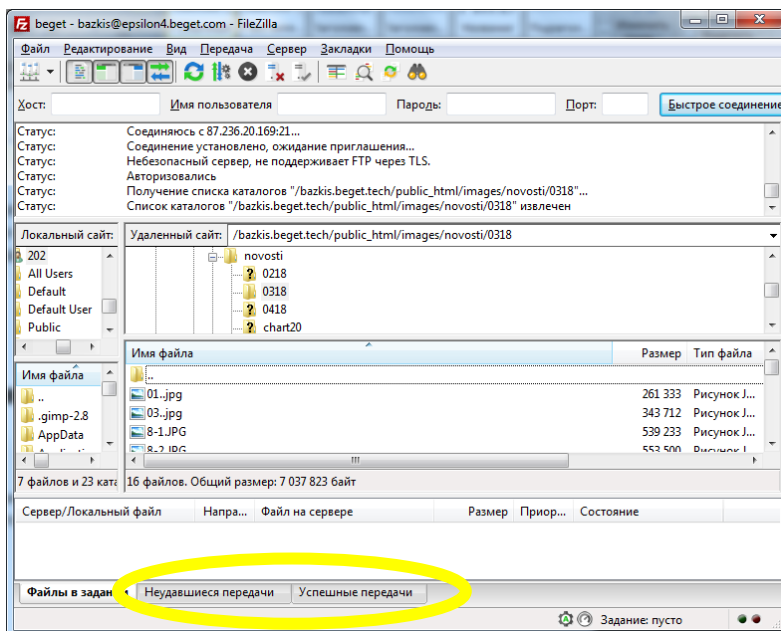 beget - bazkis@epsilon4.beget.com - FileZilla
Файл Редактирование Вид Передача Сервер Закладки Помощь
Хост: Имя пользователя Пароль: Порт: Быстрое соединение
Статус: Соединяюсь с 87.236.20.169:21...
Статус: Соединение установлено, ожидание приглашения...
Статус: Небезопасный сервер, не поддерживает FTP через TLS.
Статус: Авторизовались
Статус: Получение списка каталогов "/bazkis.beget.tech/public_html/images/novosti/0318"...
Статус: Список каталогов "/bazkis.beget.tech/public_html/images/novosti/0318" извлечен
Локальный сайт: Удаленный сайт: /bazkis.beget.tech/public_html/images/novosti/0318
202
All Users
Default
Default User
Public
novosti
0218
0318
0418
chart20
Имя файла
..
.gimp-2.8
AppData
7 файлов и 23 ката
Имя файла Размер Тип файла
..
01..jpg 261 333 Рисунок J...
03..jpg 343 712 Рисунок J...
8-1.JPG 539 233 Рисунок J...
8-2.JPG 553 500 Рисунок J...
16 файлов. Общий размер: 7 037 823 байт
Сервер/Локальный файл Напра... Файл на сервере Размер Приор... Состояние
Файлы в задан Неудавшиеся передачи Успешные передачи
Задание: пусто